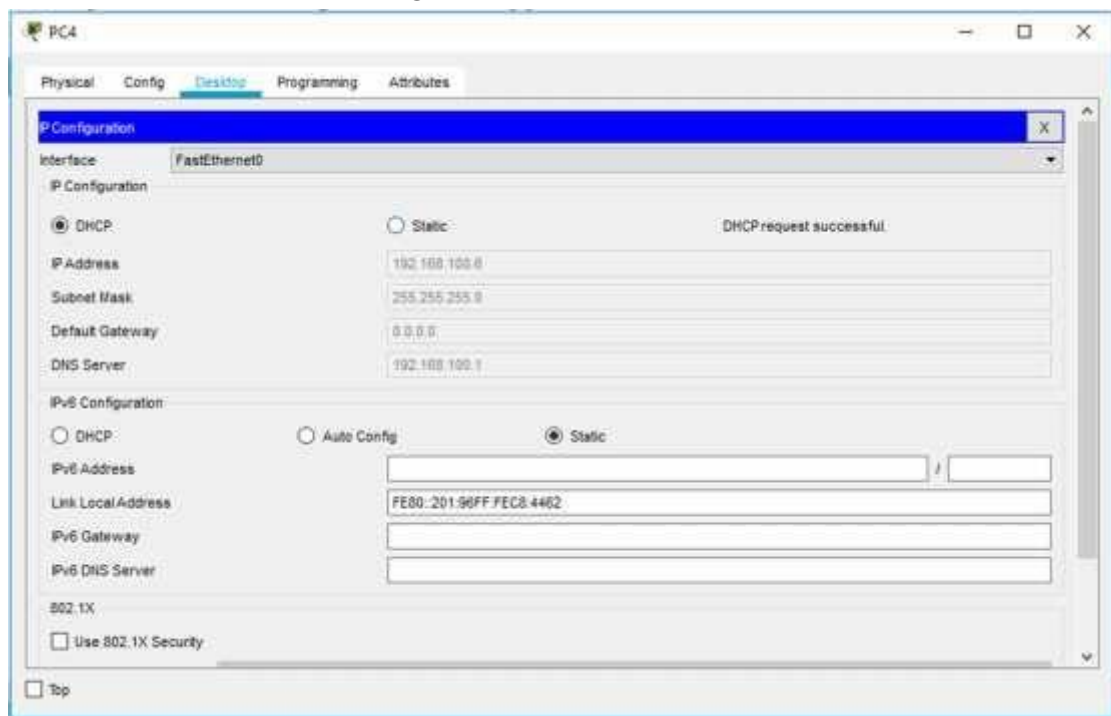 PC4
Physical Config Desktop Programming Attributes
IP Configuration X
Interface FastEthernet0
IP Configuration
DHCP Static DHCP request successful.
IP Address 192.168.100.6
Subnet Mask 255.255.255.0
Default Gateway 0.0.0.0
DNS Server 192.168.100.1
IPv6 Configuration
DHCP Auto Config Static
IPv6 Address /
Link Local Address FE80::201:96FF:FEC8:4462
IPv6 Gateway
IPv6 DNS Server
802.1X
Use 802.1X Security
Top